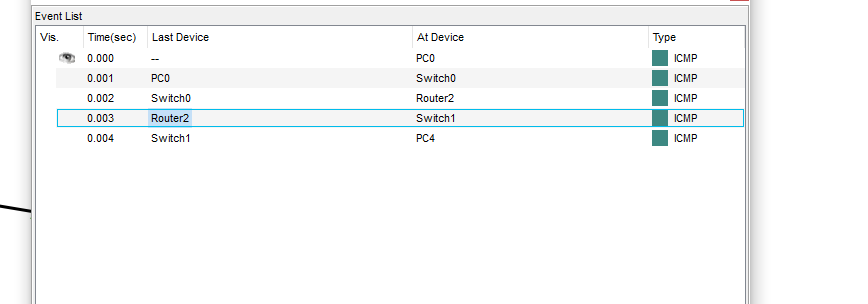 Event List
Vis. Time(sec) Last Device At Device Type
0.000 -- PC0 ICMP
0.001 PC0 Switch0 ICMP
0.002 Switch0 Router2 ICMP
0.003 Router2 Switch1 ICMP
0.004 Switch1 PC4 ICMP